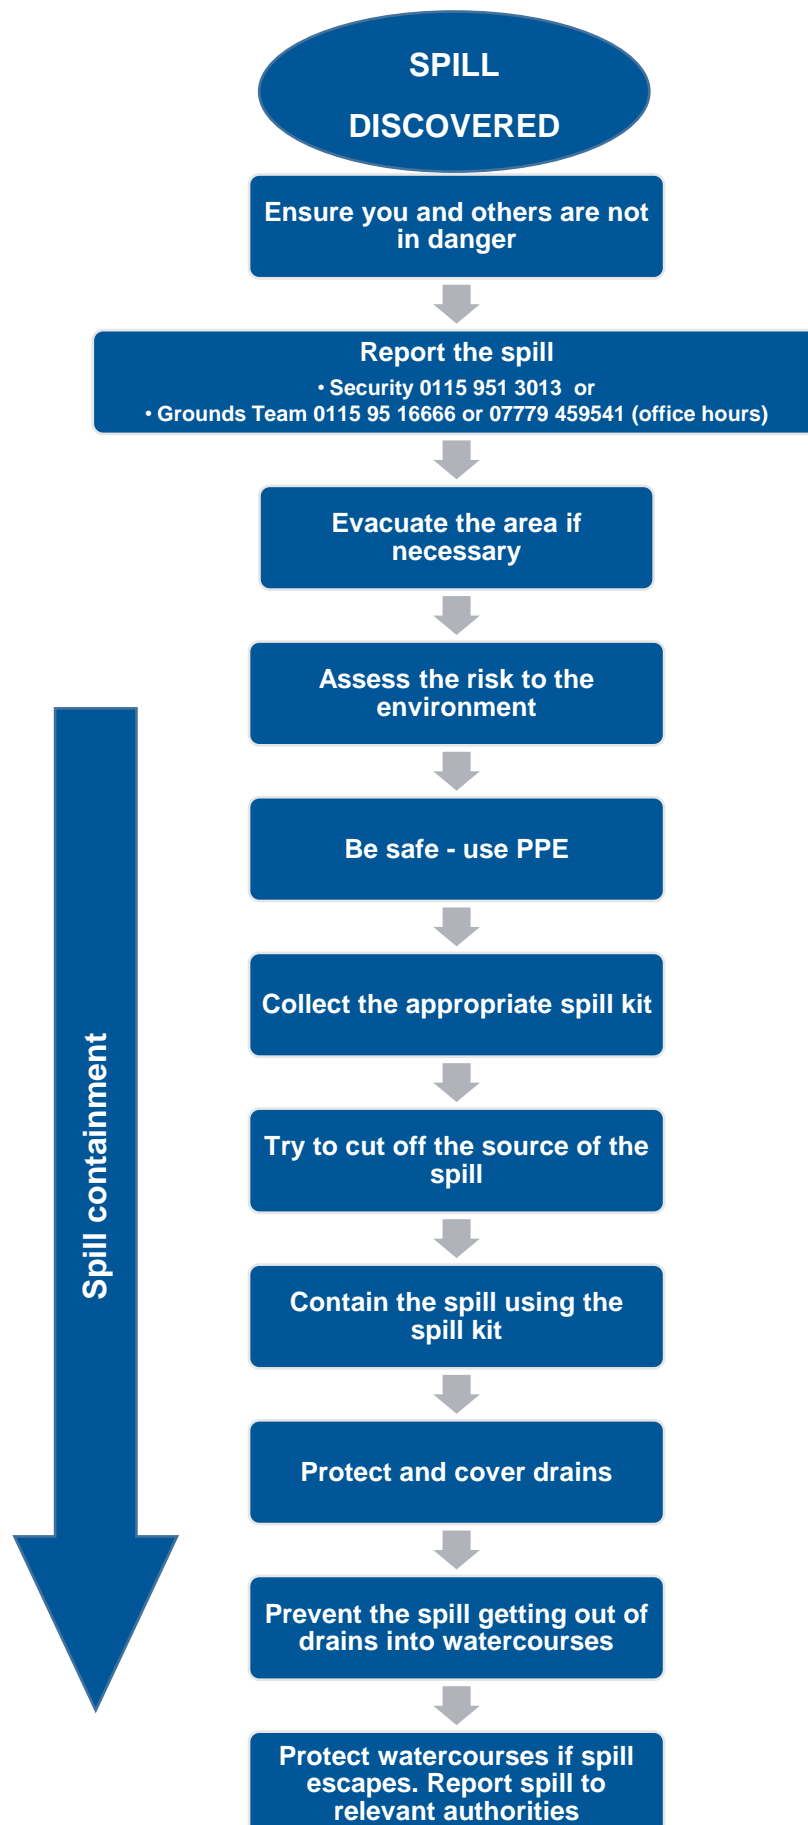 SPILL
DISCOVERED
Ensure you and others are not
in danger
Report the spill
• Security 0115 951 3013 or
• Grounds Team 0115 95 16666 or 07779 459541 (office hours)
Evacuate the area if
necessary
Assess the risk to the
environment
Be safe - use PPE
Collect the appropriate spill kit
Try to cut off the source of the
spill
Contain the spill using the
spill kit
Protect and cover drains
Prevent the spill getting out of
drains into watercourses
Protect watercourses if spill
escapes. Report spill to
relevant authorities
Spill containment